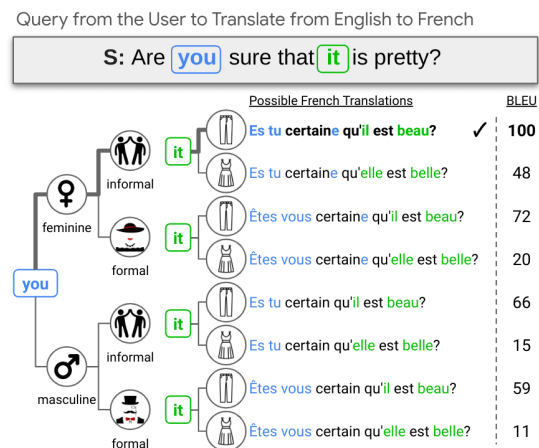 Query from the User to Translate from English to French
S: Are you sure that it is pretty?
Possible French Translations BLEU
it Es tu certaine qu'il est beau? ✓ 100
informal
Es tu certaine qu'elle est belle? 48
feminine
it Êtes vous certaine qu'il est beau? 72
formal
Êtes vous certaine qu'elle est belle? 20
you
it Es tu certain qu'il est beau? 66
informal
Es tu certain qu'elle est belle? 15
masculine
it Êtes vous certain qu'il est beau? 59
formal
Êtes vous certain qu'elle est belle? 11